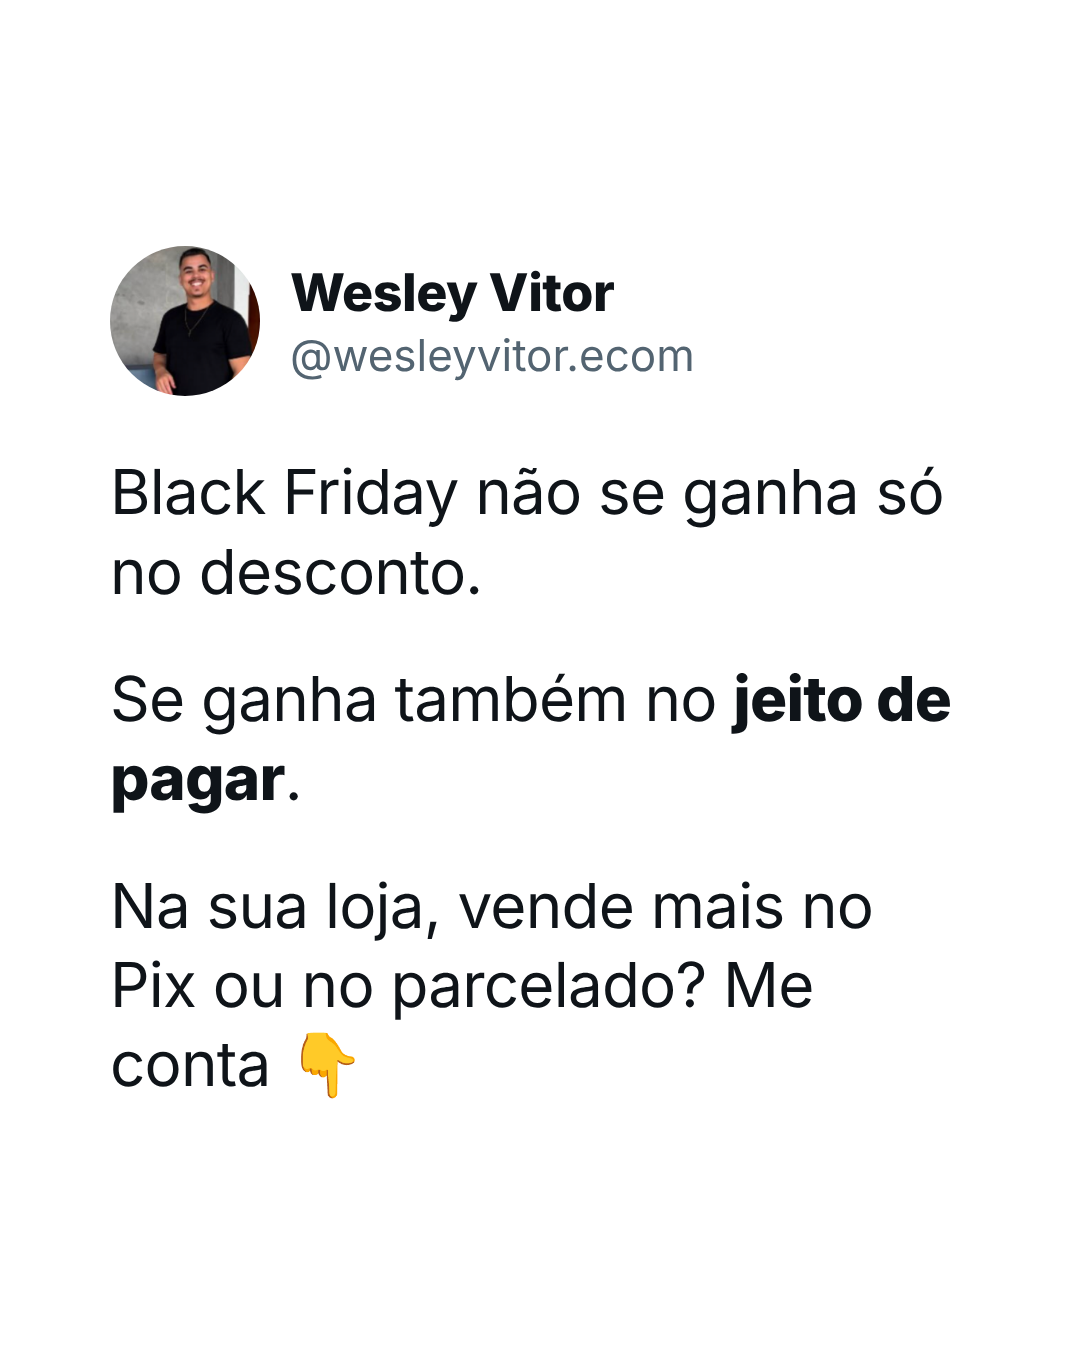 Wesley Vitor
@wesleyvitor.ecom
Black Friday não se ganha só
no desconto.
Se ganha também no jeito de
pagar.
Na sua loja, vende mais no
Pix ou no parcelado? Me
conta 👇